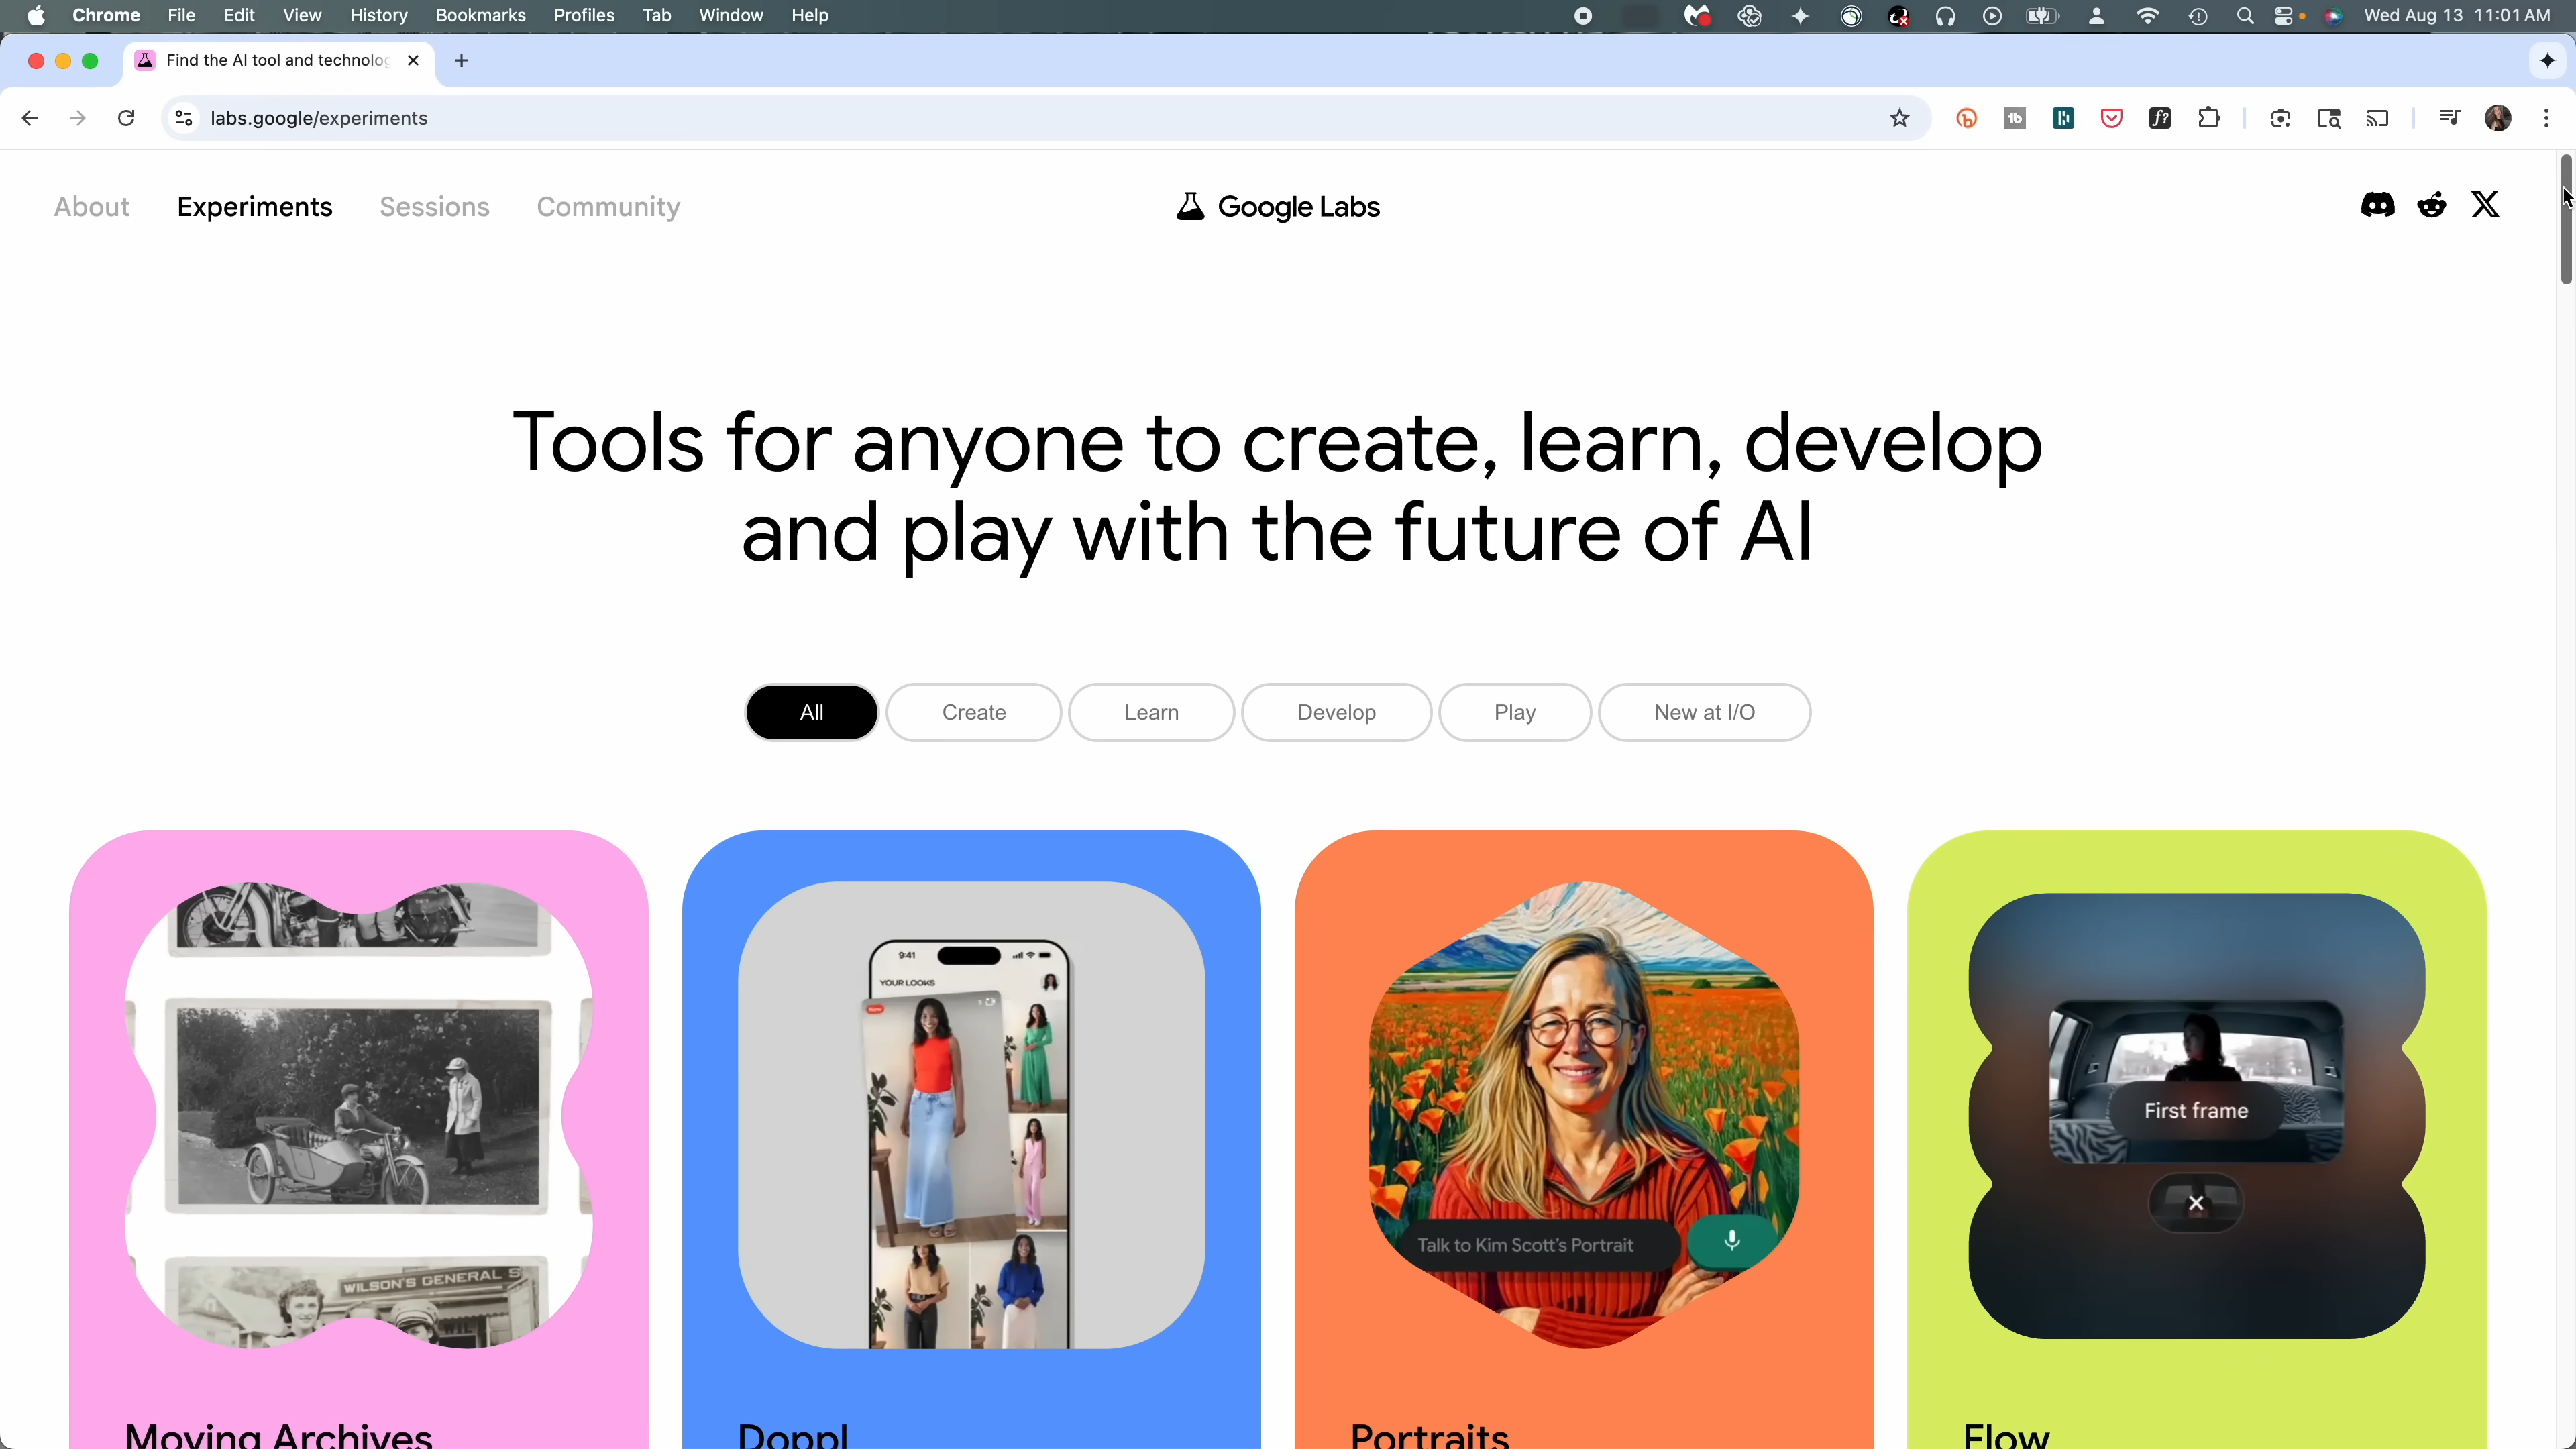 Chrome File Edit View History Bookmarks Profiles Tab Window Help
Wed Aug 13 11:01 AM
Find the AI tool and technolog
labs.google/experiments
About Experiments Sessions Community
Google Labs
Tools for anyone to create, learn, develop
and play with the future of AI
All Create Learn Develop Play New at I/O
WILSON'S GENERAL S
Moving Archives
9:41
YOUR LOOKS
Doppl
Talk to Kim Scott's Portrait
Portraits
First frame
Flow